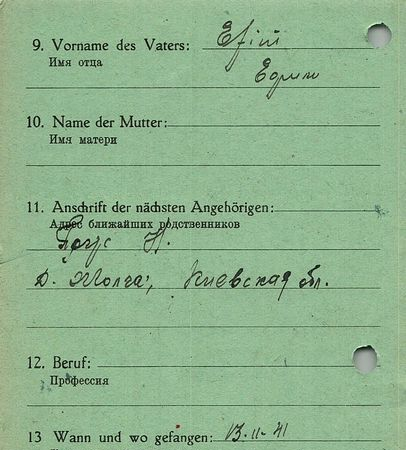 9. Vorname des Vaters: Efim
Имя отца
Ефим
10. Name der Mutter:
Имя матери
11. Anschrift der nächsten Angehörigen:
Адрес ближайших родственников
Н.
Д. Киевская обл.
12. Beruf:
Профессия
13 Wann und wo gefangen: 13.11-41